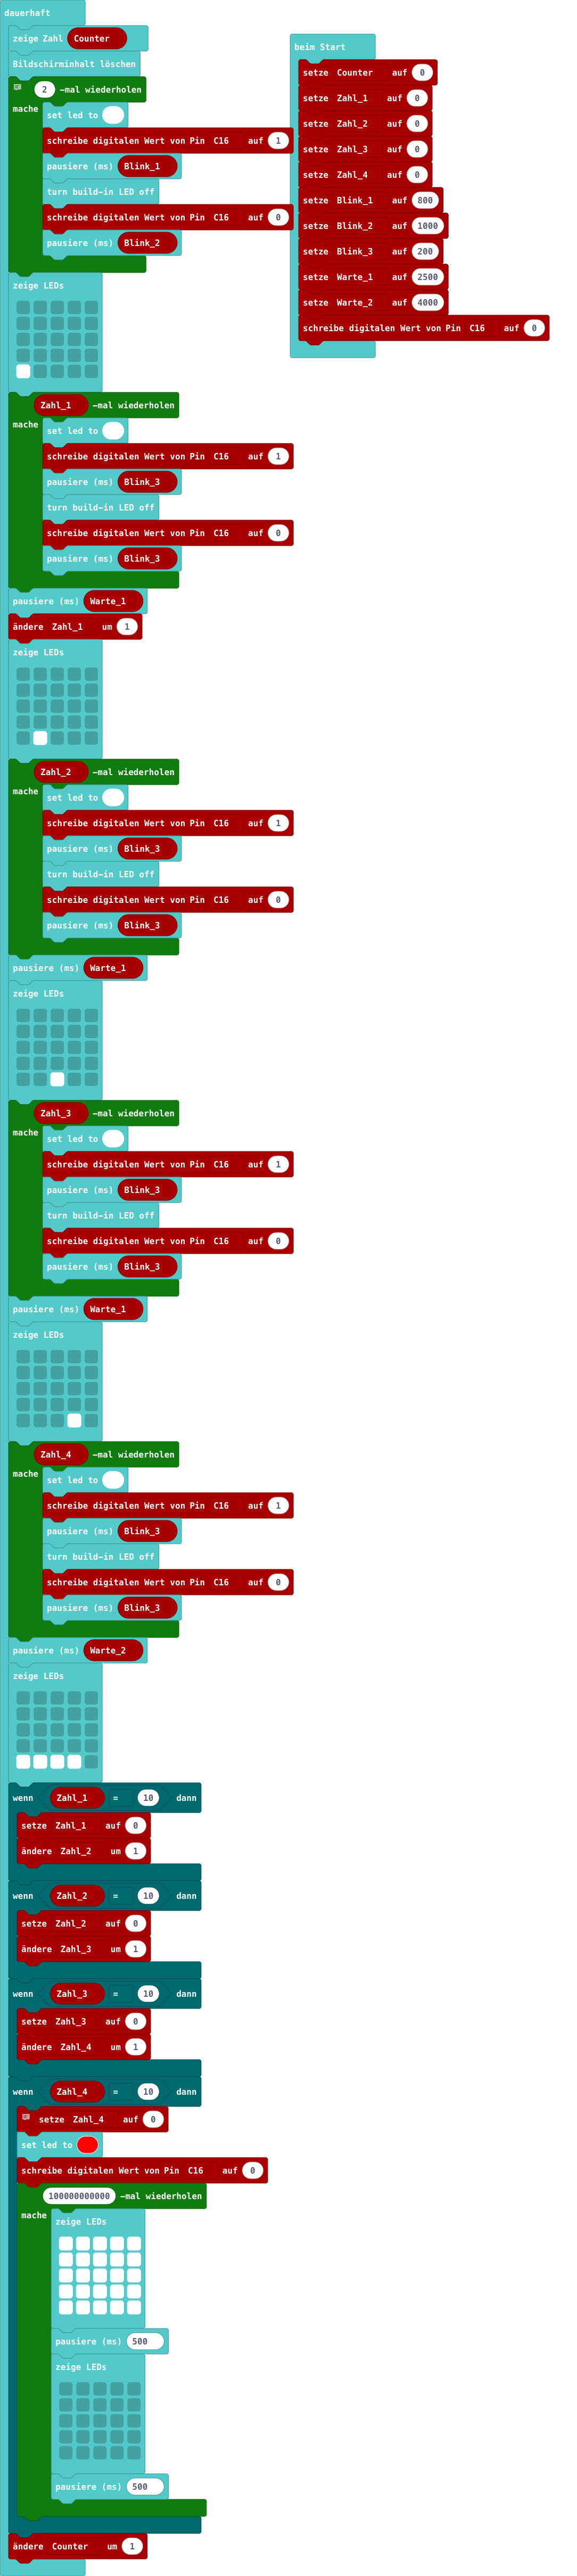 dauerhaft
zeige Zahl Counter
Bildschirminhalt löschen
2 -mal wiederholen
mache
set led to
schreibe digitalen Wert von Pin C16 auf 1
pausiere (ms) Blink_1
turn build-in LED off
schreibe digitalen Wert von Pin C16 auf 0
pausiere (ms) Blink_2
zeige LEDs
Zahl_1 -mal wiederholen
mache
set led to
schreibe digitalen Wert von Pin C16 auf 1
pausiere (ms) Blink_3
turn build-in LED off
schreibe digitalen Wert von Pin C16 auf 0
pausiere (ms) Blink_3
pausiere (ms) Warte_1
ändere Zahl_1 um 1
zeige LEDs
Zahl_2 -mal wiederholen
mache
set led to
schreibe digitalen Wert von Pin C16 auf 1
pausiere (ms) Blink_3
turn build-in LED off
schreibe digitalen Wert von Pin C16 auf 0
pausiere (ms) Blink_3
pausiere (ms) Warte_1
zeige LEDs
Zahl_3 -mal wiederholen
mache
set led to
schreibe digitalen Wert von Pin C16 auf 1
pausiere (ms) Blink_3
turn build-in LED off
schreibe digitalen Wert von Pin C16 auf 0
pausiere (ms) Blink_3
pausiere (ms) Warte_1
zeige LEDs
Zahl_4 -mal wiederholen
mache
set led to
schreibe digitalen Wert von Pin C16 auf 1
pausiere (ms) Blink_3
turn build-in LED off
schreibe digitalen Wert von Pin C16 auf 0
pausiere (ms) Blink_3
pausiere (ms) Warte_2
zeige LEDs
wenn Zahl_1 = 10 dann
setze Zahl_1 auf 0
ändere Zahl_2 um 1
wenn Zahl_2 = 10 dann
setze Zahl_2 auf 0
ändere Zahl_3 um 1
wenn Zahl_3 = 10 dann
setze Zahl_3 auf 0
ändere Zahl_4 um 1
wenn Zahl_4 = 10 dann
setze Zahl_4 auf 0
set led to
schreibe digitalen Wert von Pin C16 auf 0
100000000000 -mal wiederholen
mache
zeige LEDs
pausiere (ms) 500
zeige LEDs
pausiere (ms) 500
ändere Counter um 1
beim Start
setze Counter auf 0
setze Zahl_1 auf 0
setze Zahl_2 auf 0
setze Zahl_3 auf 0
setze Zahl_4 auf 0
setze Blink_1 auf 800
setze Blink_2 auf 1000
setze Blink_3 auf 200
setze Warte_1 auf 2500
setze Warte_2 auf 4000
schreibe digitalen Wert von Pin C16 auf 0